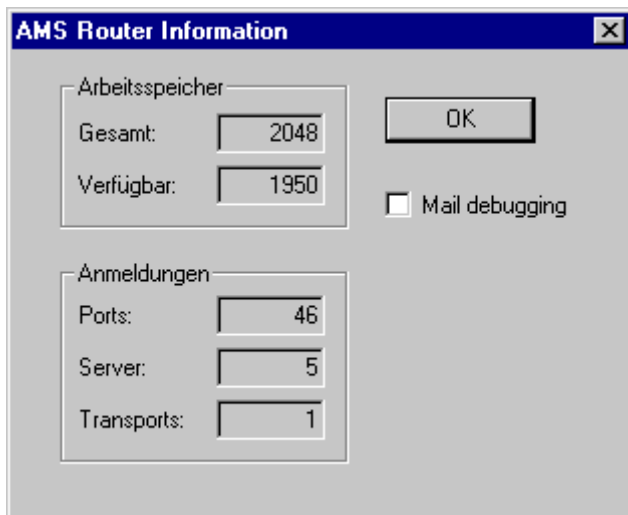 AMS Router Information
Arbeitsspeicher
Gesamt: 2048
Verfügbar: 1950
OK
Mail debugging
Anmeldungen
Ports: 46
Server: 5
Transports: 1